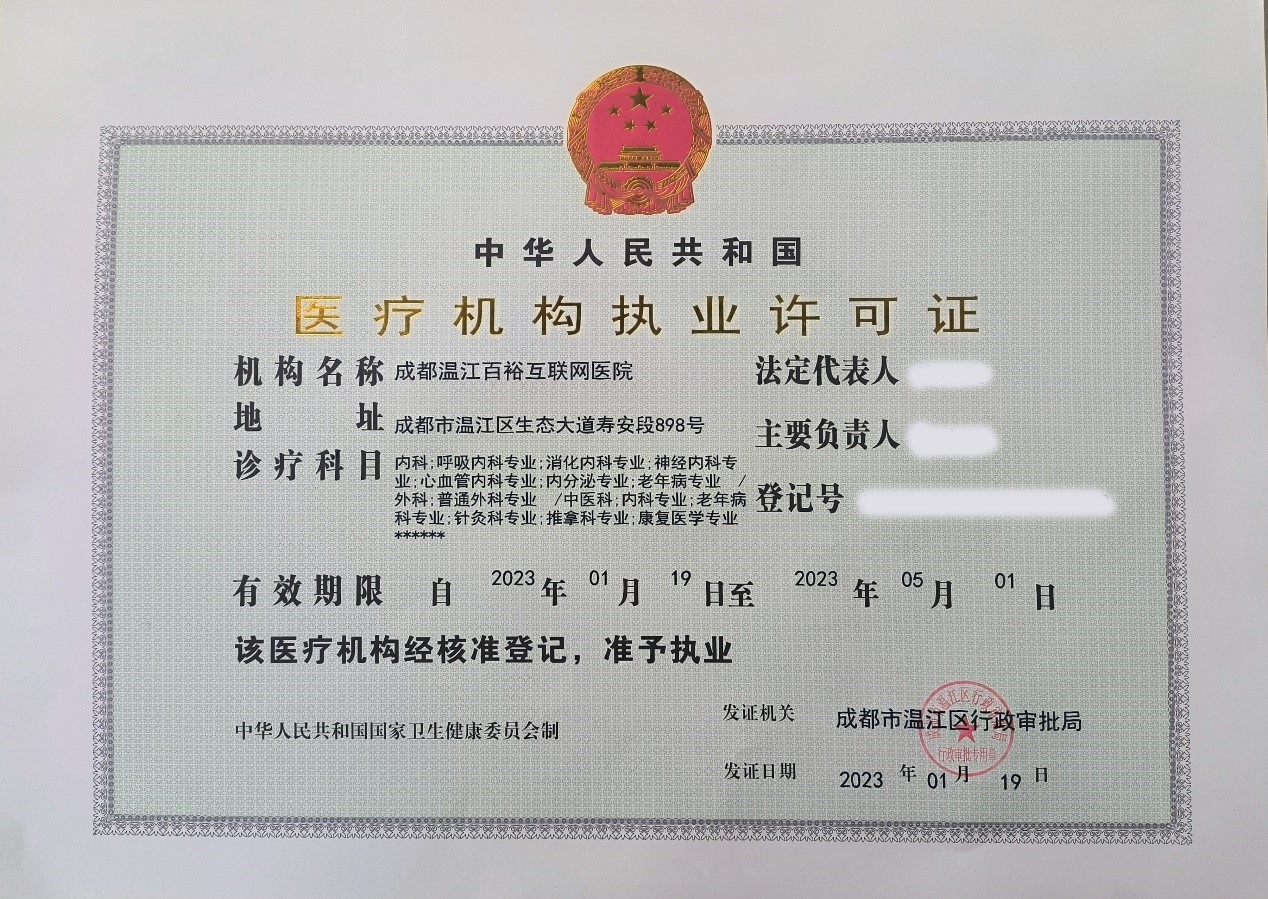 中华人民共和国
医疗机构执业许可证
机构名称 成都温江百裕互联网医院
法定代表人
地址 成都市温江区生态大道寿安段898号
主要负责人
诊疗科目 内科;呼吸内科专业;消化内科专业;神经内科专
业;心血管内科专业;内分泌专业;老年病专业 /
外科;普通外科专业 /中医科;内科专业;老年病
科专业;针灸科专业;推拿科专业;康复医学专业
******
登记号
有效期限 自 2023 年 01 月 19 日至 2023 年 05 月 01 日
该医疗机构经核准登记，准予执业
中华人民共和国国家卫生健康委员会制
发证机关 成都市温江区行政审批局
发证日期 2023 年 01 月 19 日
行政审批专用章